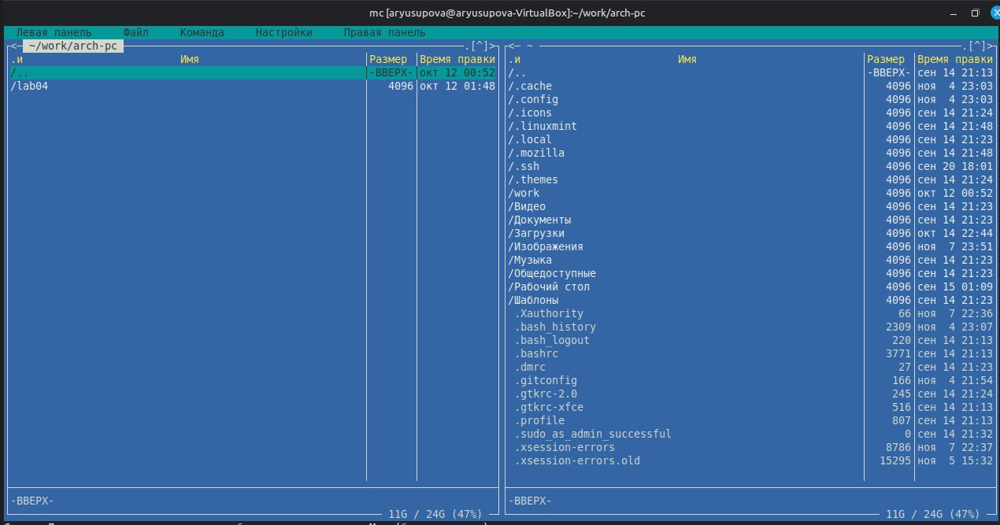 mc [aryusupova@aryusupova-VirtualBox]:~/work/arch-pc
Левая панель Файл Команда Настройки Правая панель
<─ ~/work/arch-pc .[^]>
.и Имя Размер Время правки
/.. -ВВЕРХ- окт 12 00:52
/lab04 4096 окт 12 01:48
-ВВЕРХ-
11G / 24G (47%)
<─ ~ .[^]>
.и Имя Размер Время правки
/.. -ВВЕРХ- сен 14 21:13
/.cache 4096 ноя 4 23:03
/.config 4096 ноя 4 23:03
/.icons 4096 сен 14 21:24
/.linuxmint 4096 сен 14 21:48
/.local 4096 сен 14 21:23
/.mozilla 4096 сен 14 21:48
/.ssh 4096 сен 20 18:01
/.themes 4096 сен 14 21:24
/work 4096 окт 12 00:52
/Видео 4096 сен 14 21:23
/Документы 4096 сен 14 21:23
/Загрузки 4096 окт 14 22:44
/Изображения 4096 ноя 7 23:51
/Музыка 4096 сен 14 21:23
/Общедоступные 4096 сен 14 21:23
/Рабочий стол 4096 сен 15 01:09
/Шаблоны 4096 сен 14 21:23
.Xauthority 66 ноя 7 22:36
.bash_history 2309 ноя 4 23:07
.bash_logout 220 сен 14 21:13
.bashrc 3771 сен 14 21:13
.dmrc 27 сен 14 21:23
.gitconfig 166 ноя 4 21:54
.gtkrc-2.0 245 сен 14 21:24
.gtkrc-xfce 516 сен 14 21:13
.profile 807 сен 14 21:13
.sudo_as_admin_successful 0 сен 14 21:32
.xsession-errors 8786 ноя 7 22:37
.xsession-errors.old 15295 ноя 5 15:32
-ВВЕРХ-
11G / 24G (47%)